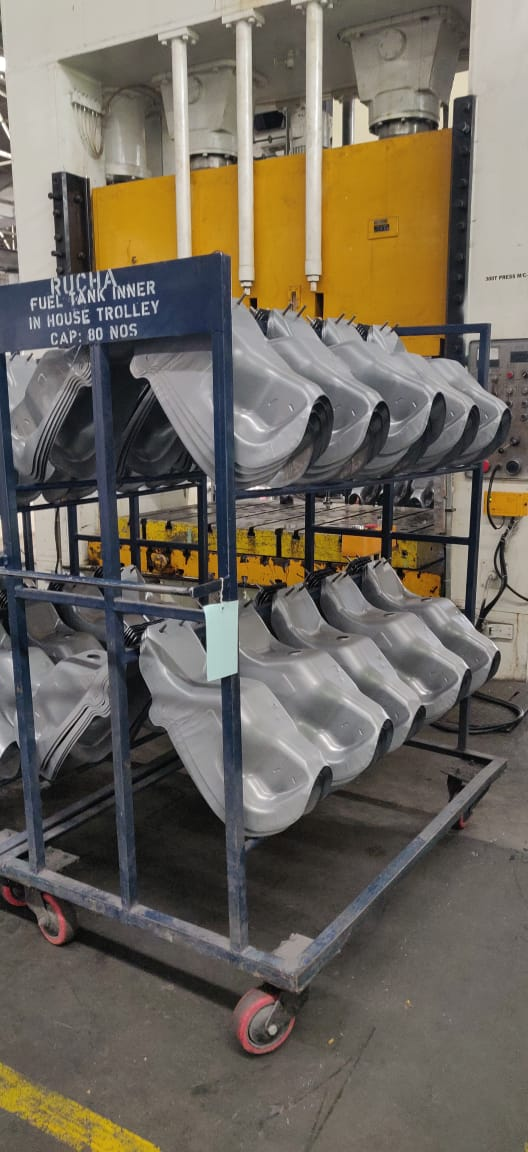 RUCHA
FUEL TANK INNER
IN HOUSE TROLLEY
CAP: 80 NOS
300T PRESS M/C-